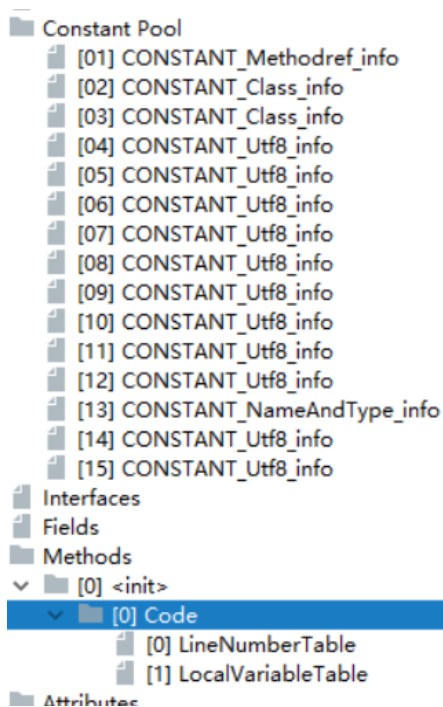 Constant Pool
[01] CONSTANT_Methodref_info
[02] CONSTANT_Class_info
[03] CONSTANT_Class_info
[04] CONSTANT_Utf8_info
[05] CONSTANT_Utf8_info
[06] CONSTANT_Utf8_info
[07] CONSTANT_Utf8_info
[08] CONSTANT_Utf8_info
[09] CONSTANT_Utf8_info
[10] CONSTANT_Utf8_info
[11] CONSTANT_Utf8_info
[12] CONSTANT_Utf8_info
[13] CONSTANT_NameAndType_info
[14] CONSTANT_Utf8_info
[15] CONSTANT_Utf8_info
Interfaces
Fields
Methods
[0] <init>
[0] Code
[0] LineNumberTable
[1] LocalVariableTable
Attributes